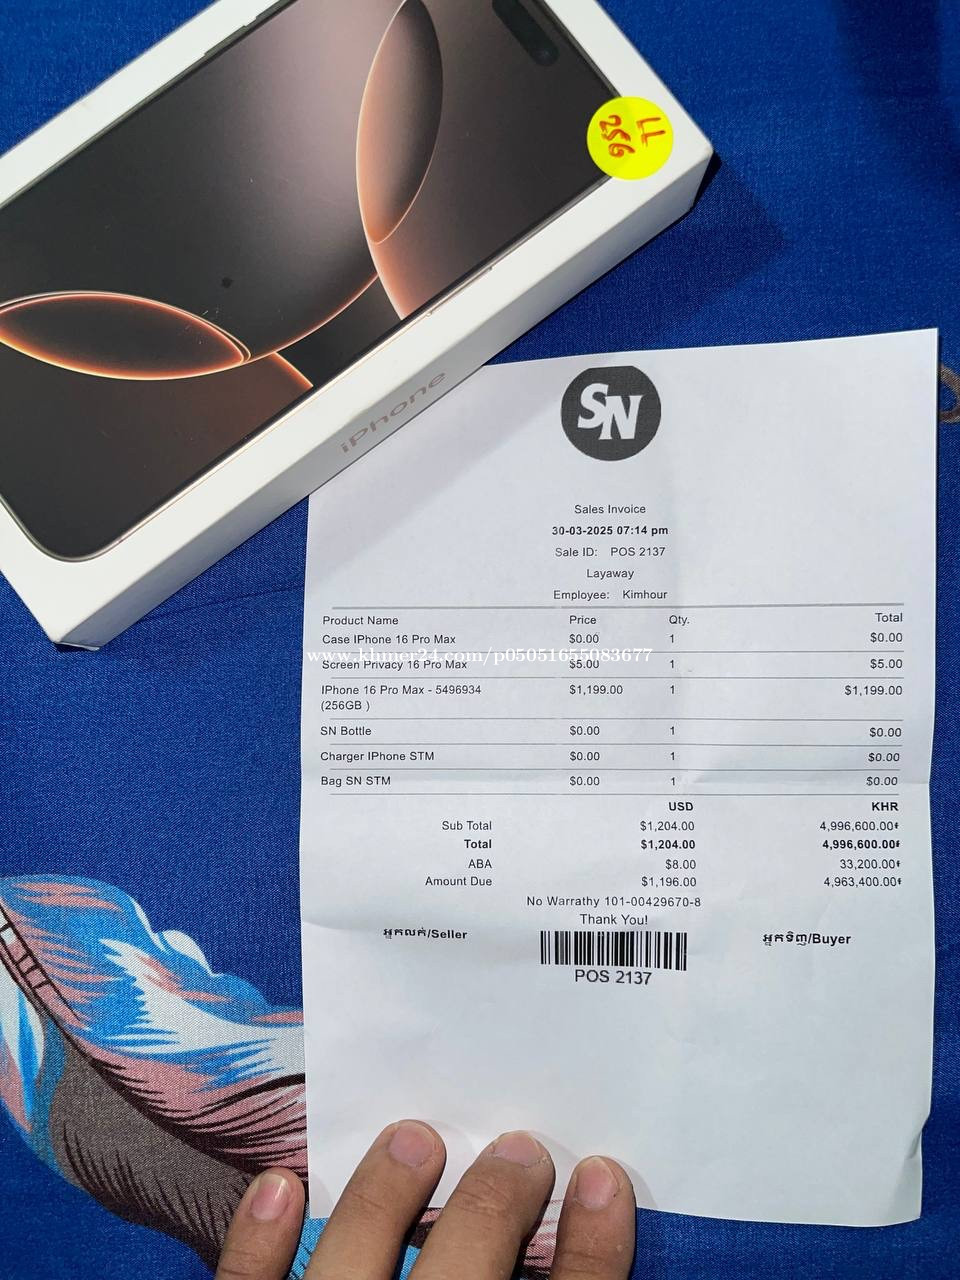 LL
256
iPhone
SN
Sales Invoice
30-03-2025 07:14 pm
Sale ID: POS 2137
Layaway
Employee: Kimhour
Product Name Price Qty. Total
Case IPhone 16 Pro Max $0.00 1 $0.00
www.khmer24.com/p05051655083677
Screen Privacy 16 Pro Max $5.00 1 $5.00
IPhone 16 Pro Max - 5496934 $1,199.00 1 $1,199.00
(256GB )
SN Bottle $0.00 1 $0.00
Charger IPhone STM $0.00 1 $0.00
Bag SN STM $0.00 1 $0.00
USD KHR
Sub Total $1,204.00 4,996,600.00៛
Total $1,204.00 4,996,600.00៛
ABA $8.00 33,200.00៛
Amount Due $1,196.00 4,963,400.00៛
No Warrathy 101-00429670-8
Thank You!
អ្នកលក់/Seller អ្នកទិញ/Buyer
POS 2137